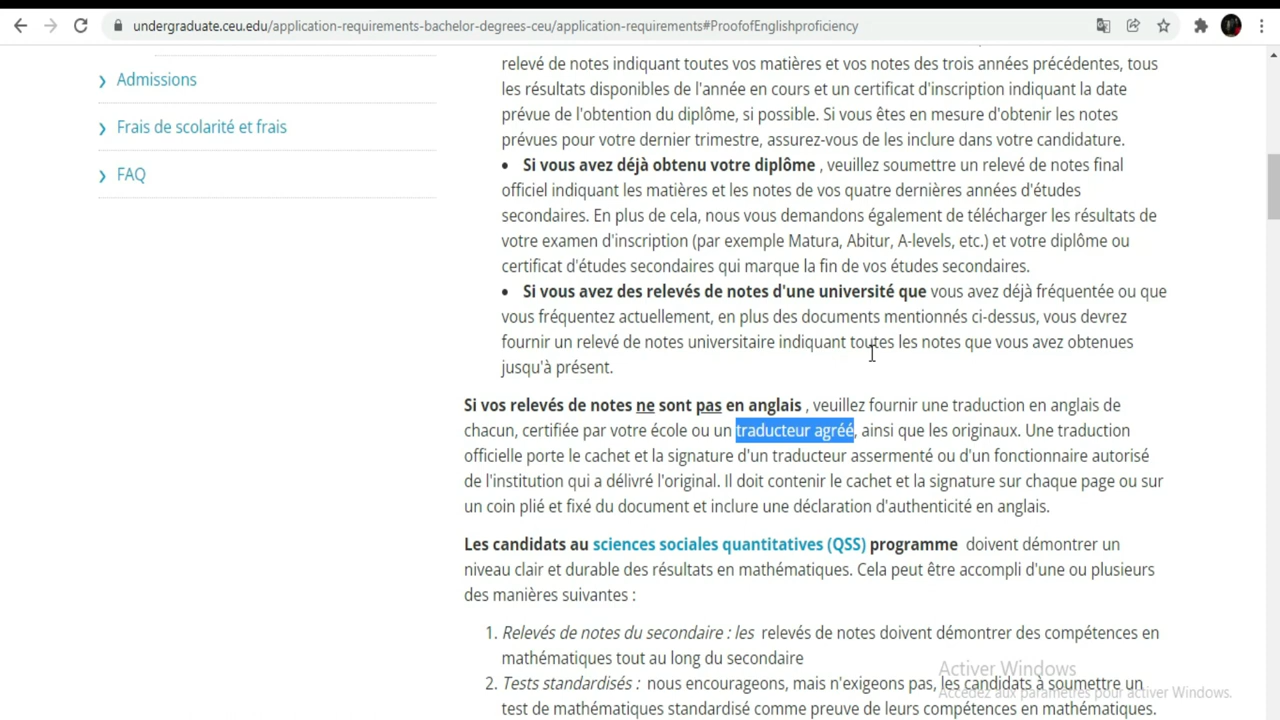 undergraduate.ceu.edu/application-requirements-bachelor-degrees-ceu/application-requirements#ProofofEnglishproficiency
Admissions
Frais de scolarité et frais
FAQ
relevé de notes indiquant toutes vos matières et vos notes des trois années précédentes, tous
les résultats disponibles de l'année en cours et un certificat d'inscription indiquant la date
prévue de l'obtention du diplôme, si possible. Si vous êtes en mesure d'obtenir les notes
prévues pour votre dernier trimestre, assurez-vous de les inclure dans votre candidature.
• Si vous avez déjà obtenu votre diplôme , veuillez soumettre un relevé de notes final
officiel indiquant les matières et les notes de vos quatre dernières années d'études
secondaires. En plus de cela, nous vous demandons également de télécharger les résultats de
votre examen d'inscription (par exemple Matura, Abitur, A-levels, etc.) et votre diplôme ou
certificat d'études secondaires qui marque la fin de vos études secondaires.
• Si vous avez des relevés de notes d'une université que vous avez déjà fréquentée ou que
vous fréquentez actuellement, en plus des documents mentionnés ci-dessus, vous devrez
fournir un relevé de notes universitaire indiquant toutes les notes que vous avez obtenues
jusqu'à présent.
Si vos relevés de notes ne sont pas en anglais , veuillez fournir une traduction en anglais de
chacun, certifiée par votre école ou un traducteur agréé, ainsi que les originaux. Une traduction
officielle porte le cachet et la signature d'un traducteur assermenté ou d'un fonctionnaire autorisé
de l'institution qui a délivré l'original. Il doit contenir le cachet et la signature sur chaque page ou sur
un coin plié et fixé du document et inclure une déclaration d'authenticité en anglais.
Les candidats au sciences sociales quantitatives (QSS) programme doivent démontrer un
niveau clair et durable des résultats en mathématiques. Cela peut être accompli d'une ou plusieurs
des manières suivantes :
1. Relevés de notes du secondaire : les relevés de notes doivent démontrer des compétences en
mathématiques tout au long du secondaire
2. Tests standardisés : nous encourageons, mais n'exigeons pas, les candidats à soumettre un
test de mathématiques standardisé comme preuve de leurs compétences en mathématiques.
Activer Windows
Accédez aux paramètres pour activer Windows.